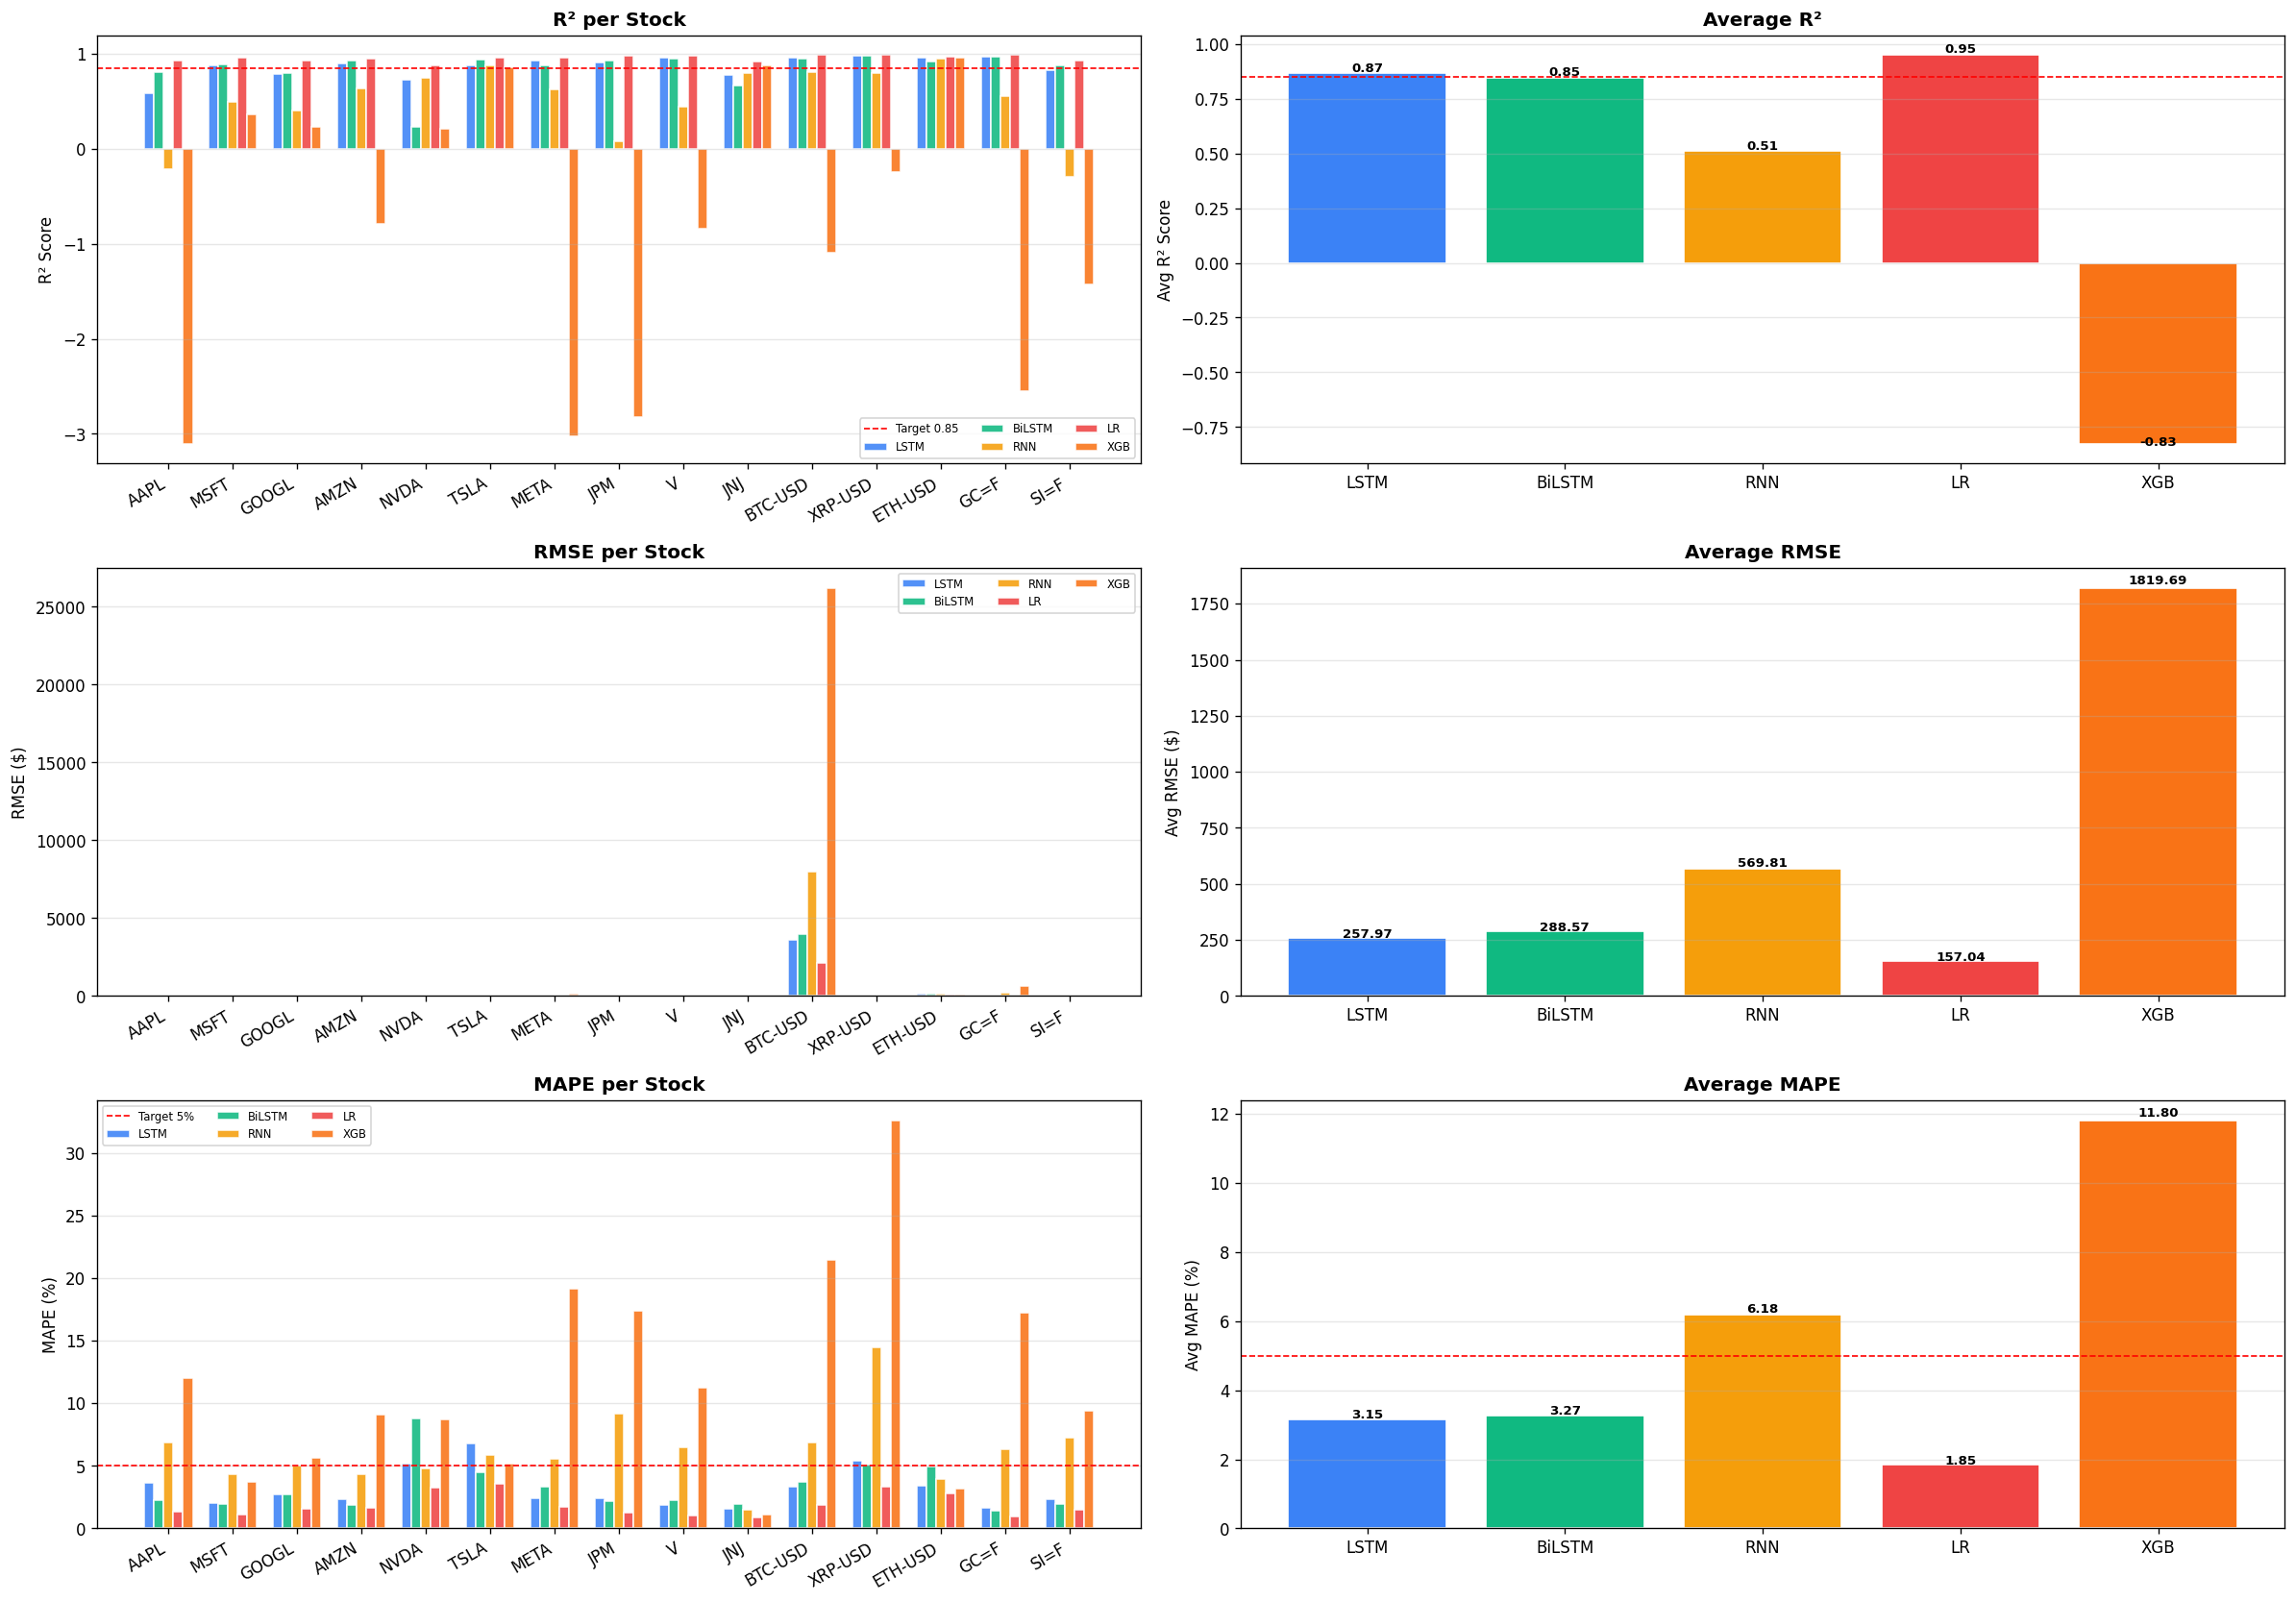 R² per Stock
R² Score
1
0
−1
−2
−3
Target 0.85
LSTM
BiLSTM
RNN
LR
XGB
AAPL
MSFT
GOOGL
AMZN
NVDA
TSLA
META
JPM
V
JNJ
BTC-USD
XRP-USD
ETH-USD
GC=F
SI=F
Average R²
Avg R² Score
1.00
0.75
0.50
0.25
0.00
−0.25
−0.50
−0.75
0.87
0.85
0.51
0.95
-0.83
LSTM
BiLSTM
RNN
LR
XGB
RMSE per Stock
RMSE ($)
25000
20000
15000
10000
5000
0
LSTM
BiLSTM
RNN
LR
XGB
AAPL
MSFT
GOOGL
AMZN
NVDA
TSLA
META
JPM
V
JNJ
BTC-USD
XRP-USD
ETH-USD
GC=F
SI=F
Average RMSE
Avg RMSE ($)
1750
1500
1250
1000
750
500
250
0
257.97
288.57
569.81
157.04
1819.69
LSTM
BiLSTM
RNN
LR
XGB
MAPE per Stock
MAPE (%)
30
25
20
15
10
5
0
Target 5%
LSTM
BiLSTM
RNN
LR
XGB
AAPL
MSFT
GOOGL
AMZN
NVDA
TSLA
META
JPM
V
JNJ
BTC-USD
XRP-USD
ETH-USD
GC=F
SI=F
Average MAPE
Avg MAPE (%)
12
10
8
6
4
2
0
3.15
3.27
6.18
1.85
11.80
LSTM
BiLSTM
RNN
LR
XGB